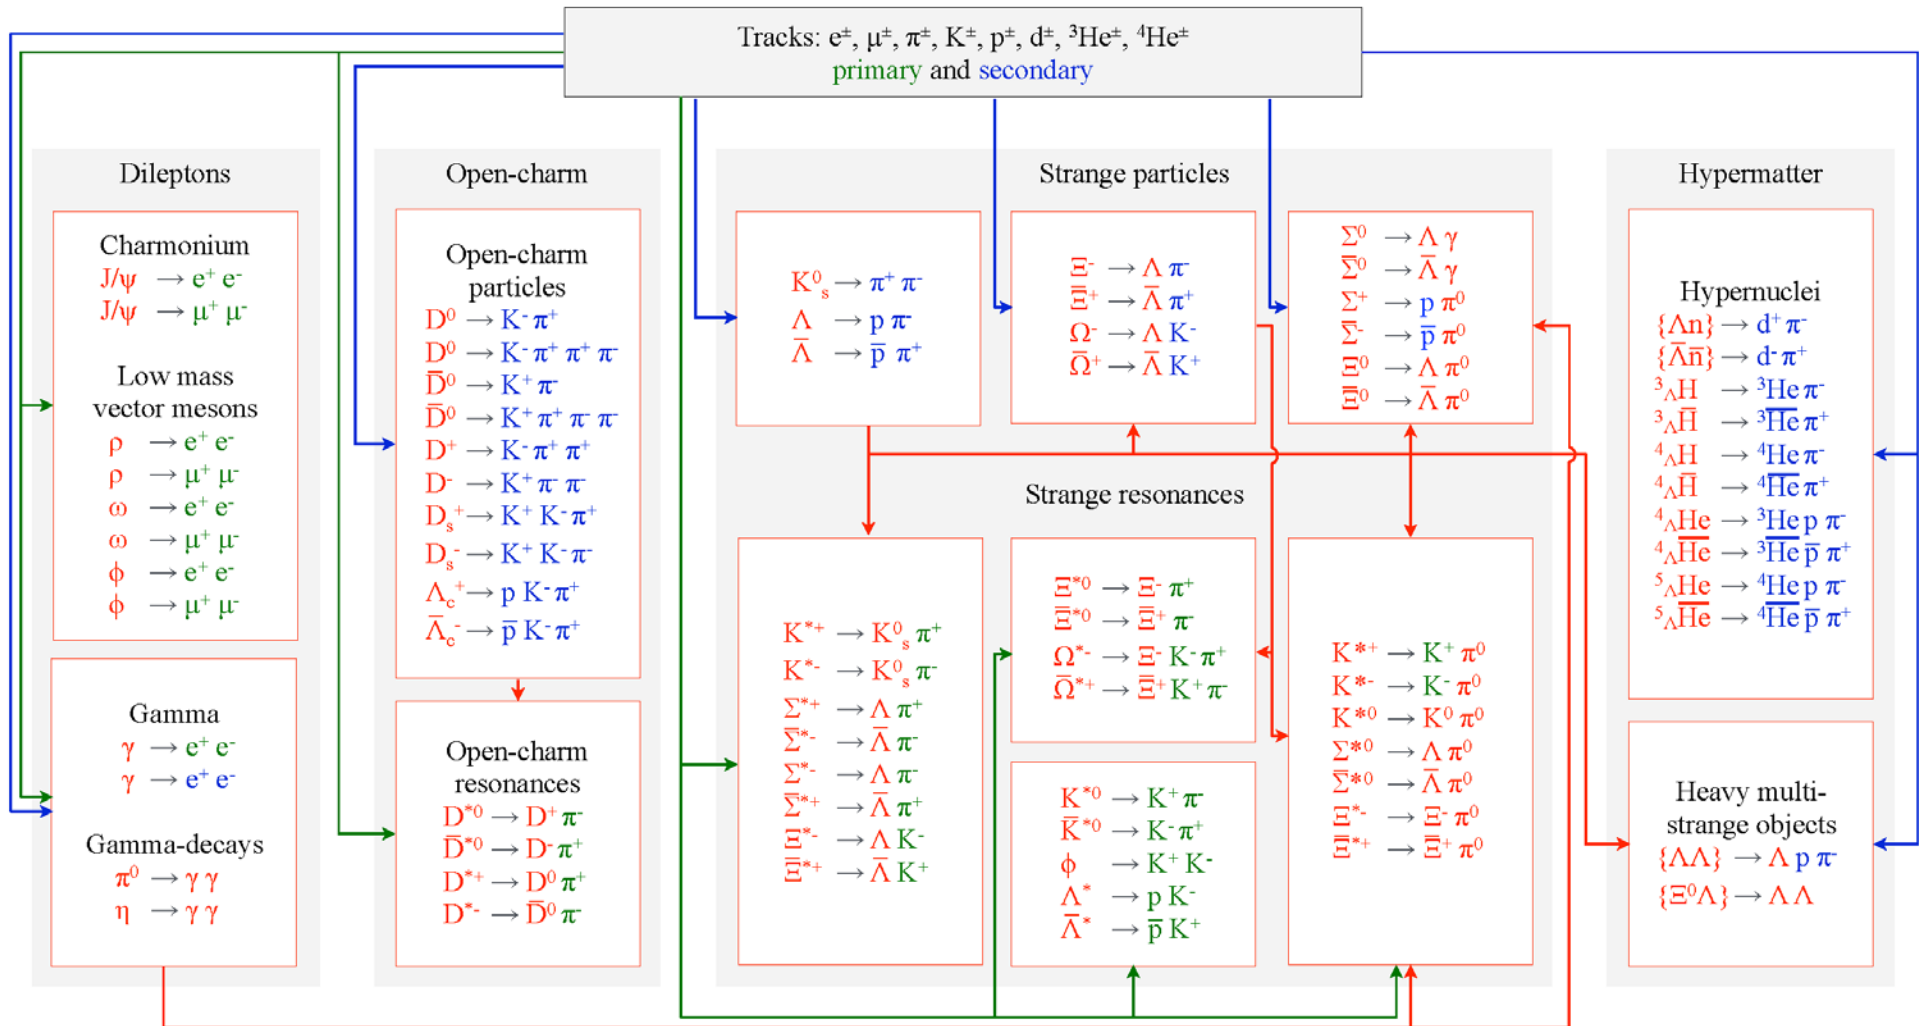 Tracks: e±, μ±, π±, K±, p±, d±, ³He±, ⁴He±
primary and secondary
Dileptons
Charmonium
J/ψ → e⁺ e⁻
J/ψ → μ⁺ μ⁻
Low mass
vector mesons
ρ → e⁺ e⁻
ρ → μ⁺ μ⁻
ω → e⁺ e⁻
ω → μ⁺ μ⁻
ϕ → e⁺ e⁻
ϕ → μ⁺ μ⁻
Gamma
γ → e⁺ e⁻
γ → e⁺ e⁻
Gamma-decays
π⁰ → γ γ
η → γ γ
Open-charm
Open-charm
particles
D⁰ → K⁻ π⁺
D⁰ → K⁻ π⁺ π⁺ π⁻
D̅⁰ → K⁺ π⁻
D̅⁰ → K⁺ π⁺ π⁻ π⁻
D⁺ → K⁻ π⁺ π⁺
D⁻ → K⁺ π⁻ π⁻
Dₛ⁺ → K⁺ K⁻ π⁺
Dₛ⁻ → K⁺ K⁻ π⁻
Λc⁺ → p K⁻ π⁺
Λ̅c⁻ → p̅ K⁻ π⁺
Open-charm
resonances
D*⁰ → D⁺ π⁻
D̅*⁰ → D⁻ π⁺
D*⁺ → D⁰ π⁺
D*⁻ → D̅⁰ π⁻
Strange particles
K⁰ₛ → π⁺ π⁻
Λ → p π⁻
Λ̅ → p̅ π⁺
Ξ⁻ → Λ π⁻
Ξ̅⁺ → Λ̅ π⁺
Ω⁻ → Λ K⁻
Ω̅⁺ → Λ̅ K⁺
Σ⁰ → Λ γ
Σ̅⁰ → Λ̅ γ
Σ⁺ → p π⁰
Σ̅⁻ → p̅ π⁰
Ξ⁰ → Λ π⁰
Ξ̅⁰ → Λ̅ π⁰
Strange resonances
K*⁺ → K⁰ₛ π⁺
K*⁻ → K⁰ₛ π⁻
Σ*⁺ → Λ π⁺
Σ̅*⁻ → Λ̅ π⁻
Σ*⁻ → Λ π⁻
Σ̅*⁺ → Λ̅ π⁺
Ξ*⁻ → Λ K⁻
Ξ̅*⁺ → Λ̅ K⁺
Ξ*⁰ → Ξ⁻ π⁺
Ξ̅*⁰ → Ξ̅⁺ π⁻
Ω*⁻ → Ξ⁻ K⁻ π⁺
Ω̅*⁺ → Ξ̅⁺ K⁺ π⁻
K*⁰ → K⁺ π⁻
K̅*⁰ → K⁻ π⁺
ϕ → K⁺ K⁻
Λ* → p K⁻
Λ̅* → p̅ K⁺
K*⁺ → K⁺ π⁰
K*⁻ → K⁻ π⁰
K*⁰ → K⁰ π⁰
Σ*⁰ → Λ π⁰
Σ̅*⁰ → Λ̅ π⁰
Ξ*⁻ → Ξ⁻ π⁰
Ξ̅*⁺ → Ξ̅⁺ π⁰
Hypermatter
Hypernuclei
{Λn} → d⁺ π⁻
{Λ̅n̅} → d⁻ π⁺
³ΛH → ³He π⁻
³ΛH̅ → ³H̅e̅ π⁺
⁴ΛH → ⁴He π⁻
⁴ΛH̅ → ⁴H̅e̅ π⁺
⁴ΛHe → ³He p π⁻
⁴ΛH̅e̅ → ³H̅e̅ p̅ π⁺
⁵ΛHe → ⁴He p π⁻
⁵ΛH̅e̅ → ⁴H̅e̅ p̅ π⁺
Heavy multi-
strange objects
{ΛΛ} → Λ p π⁻
{Ξ⁰Λ} → Λ Λ